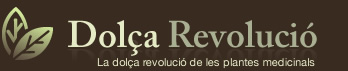 Dolça Revolució
La dolça revolució de les plantes medicinals